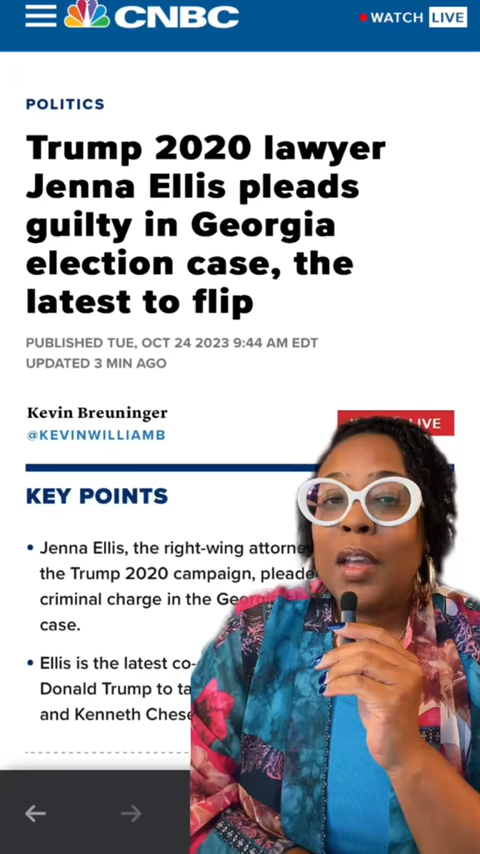 CNBC
WATCH LIVE
POLITICS
Trump 2020 lawyer
Jenna Ellis pleads
guilty in Georgia
election case, the
latest to flip
PUBLISHED TUE, OCT 24 2023 9:44 AM EDT
UPDATED 3 MIN AGO
Kevin Breuninger
@KEVINWILLIAMB
LIVE
KEY POINTS
• Jenna Ellis, the right-wing attorney
the Trump 2020 campaign, pleade
criminal charge in the Georgia
case.
• Ellis is the latest co-
Donald Trump to ta
and Kenneth Chese